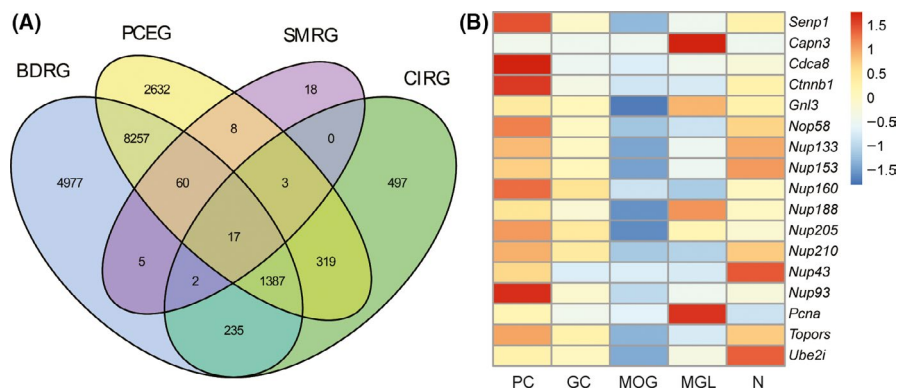 (A)
BDRG
PCEG
SMRG
CIRG
2632
18
8257
8
0
4977
60
3
497
17
5
2
1387
319
235
(B)
Senp1
Capn3
Cdca8
Ctnnb1
Gnl3
Nop58
Nup133
Nup153
Nup160
Nup188
Nup205
Nup210
Nup43
Nup93
Pcna
Topors
Ube2i
PC GC MOG MGL N
1.5
1
0.5
0
−0.5
−1
−1.5